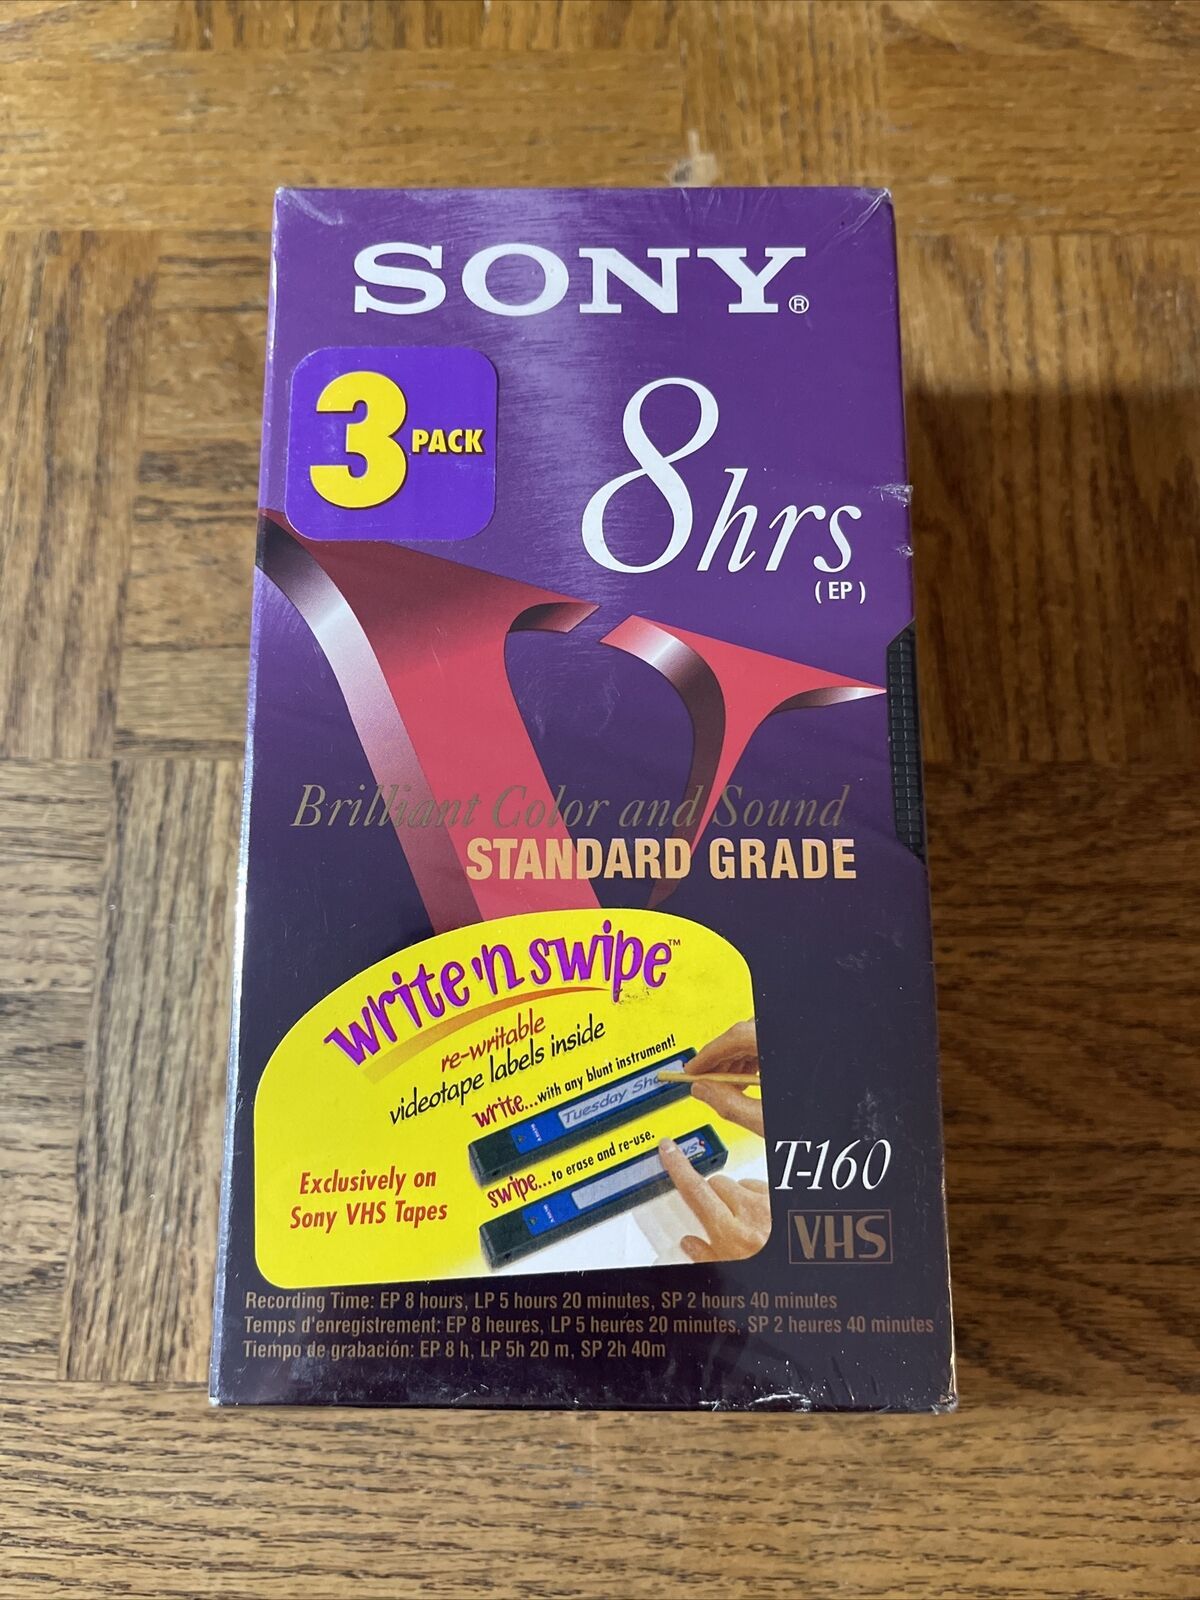 SONY®
3 PACK
8hrs
(EP)
Brilliant Color and Sound
STANDARD GRADE
write 'n swipe™
re-writable
videotape labels inside
write...with any blunt instrument!
Tuesday
swipe...to erase and re-use.
Exclusively on
Sony VHS Tapes
T-160
VHS
Recording Time: EP 8 hours, LP 5 hours 20 minutes, SP 2 hours 40 minutes
Temps d'enregistrement: EP 8 heures, LP 5 heures 20 minutes, SP 2 heures 40 minutes
Tiempo de grabación: EP 8 h, LP 5h 20 m, SP 2h 40m